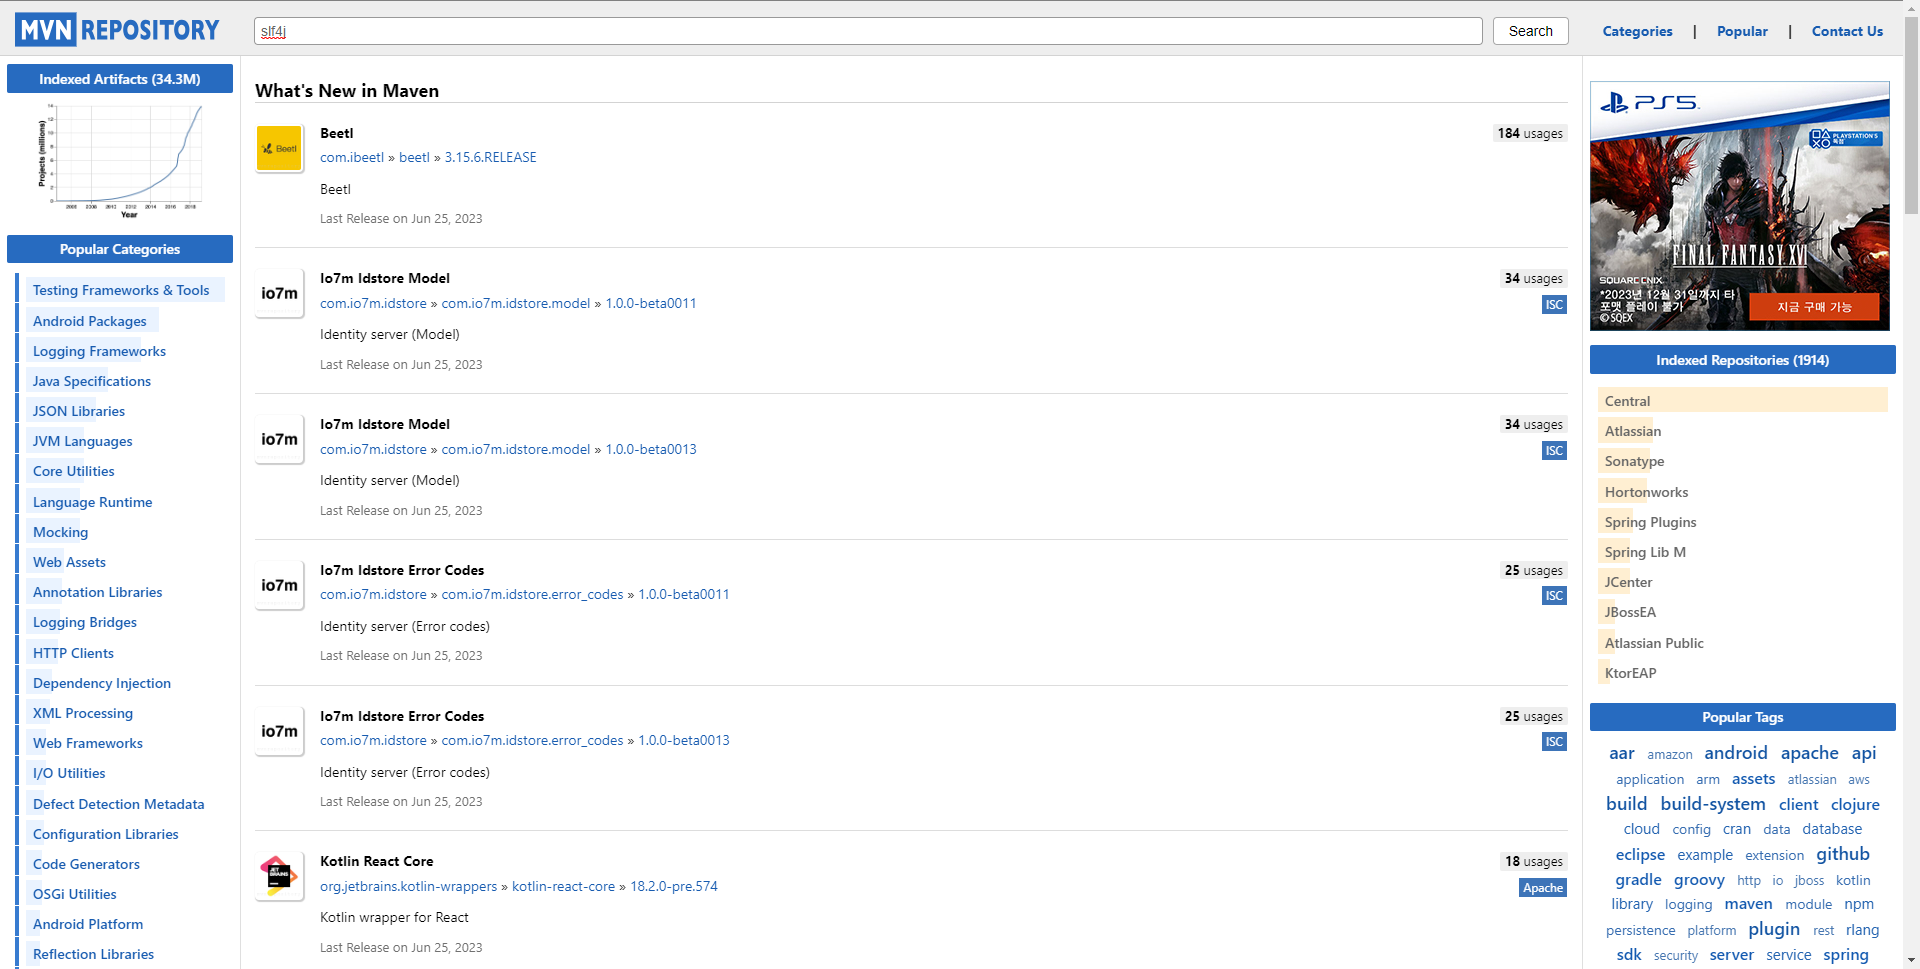 MVN REPOSITORY
slf4j
Search
Categories | Popular | Contact Us
Indexed Artifacts (34.3M)
Projects (millions)
Year
Popular Categories
Testing Frameworks & Tools
Android Packages
Logging Frameworks
Java Specifications
JSON Libraries
JVM Languages
Core Utilities
Language Runtime
Mocking
Web Assets
Annotation Libraries
Logging Bridges
HTTP Clients
Dependency Injection
XML Processing
Web Frameworks
I/O Utilities
Defect Detection Metadata
Configuration Libraries
Code Generators
OSGi Utilities
Android Platform
Reflection Libraries
What's New in Maven
Beetl
Beetl
184 usages
com.ibeetl » beetl » 3.15.6.RELEASE
Beetl
Last Release on Jun 25, 2023
io7m
Io7m Idstore Model
34 usages
com.io7m.idstore » com.io7m.idstore.model » 1.0.0-beta0011
ISC
Identity server (Model)
Last Release on Jun 25, 2023
io7m
Io7m Idstore Model
34 usages
com.io7m.idstore » com.io7m.idstore.model » 1.0.0-beta0013
ISC
Identity server (Model)
Last Release on Jun 25, 2023
io7m
Io7m Idstore Error Codes
25 usages
com.io7m.idstore » com.io7m.idstore.error_codes » 1.0.0-beta0011
ISC
Identity server (Error codes)
Last Release on Jun 25, 2023
io7m
Io7m Idstore Error Codes
25 usages
com.io7m.idstore » com.io7m.idstore.error_codes » 1.0.0-beta0013
ISC
Identity server (Error codes)
Last Release on Jun 25, 2023
JET
BRAINS
Kotlin React Core
18 usages
org.jetbrains.kotlin-wrappers » kotlin-react-core » 18.2.0-pre.574
Apache
Kotlin wrapper for React
Last Release on Jun 25, 2023
PS5
PLAYSTATION'S
독점
FINAL FANTASY XVI
SQUARE ENIX
*2023년 12월 31일까지 타
포맷 플레이 불가
© SQEX
지금 구매 가능
Indexed Repositories (1914)
Central
Atlassian
Sonatype
Hortonworks
Spring Plugins
Spring Lib M
JCenter
JBossEA
Atlassian Public
KtorEAP
Popular Tags
aar amazon android apache api
application arm assets atlassian aws
build build-system client clojure
cloud config cran data database
eclipse example extension github
gradle groovy http io jboss kotlin
library logging maven module npm
persistence platform plugin rest rlang
sdk security server service spring